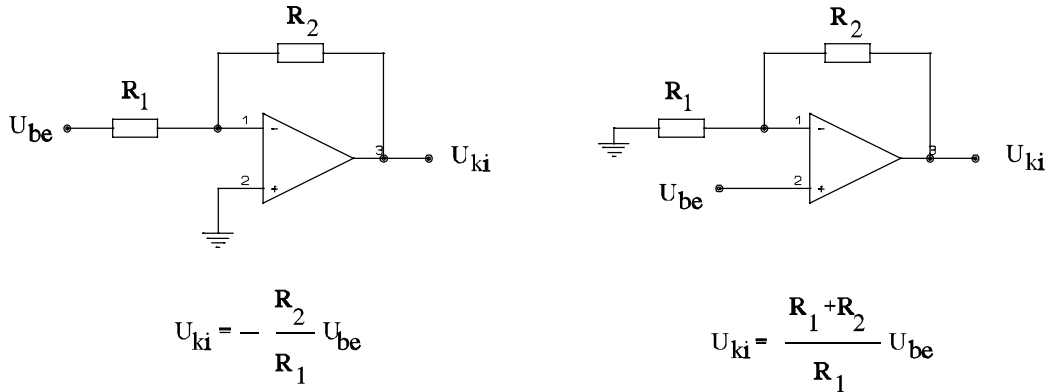 R2
R1
Ube
1
-
3
Uki
2
+
Uki = - R2/R1 Ube
R2
R1
1
-
3
Uki
Ube
2
+
Uki = R1+R2/R1 Ube